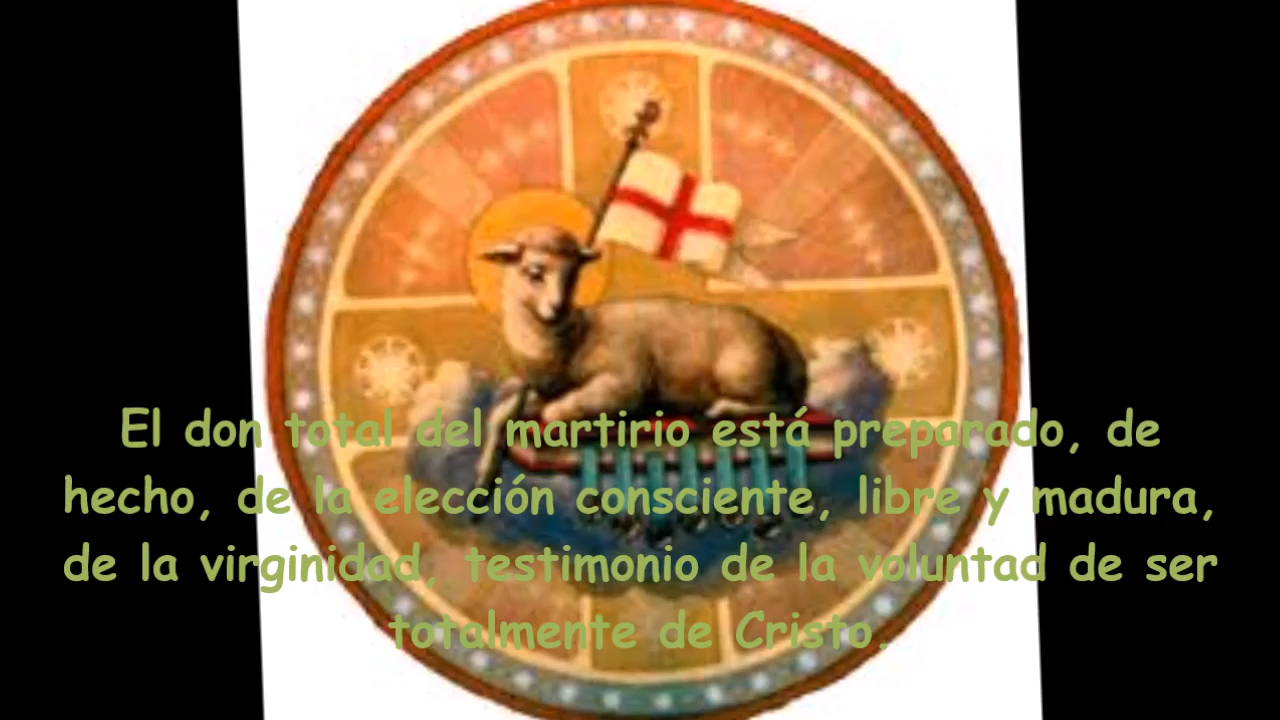 El don total del martirio está preparado, de
hecho, de la elección consciente, libre y madura,
de la virginidad, testimonio de la voluntad de ser
totalmente de Cristo.